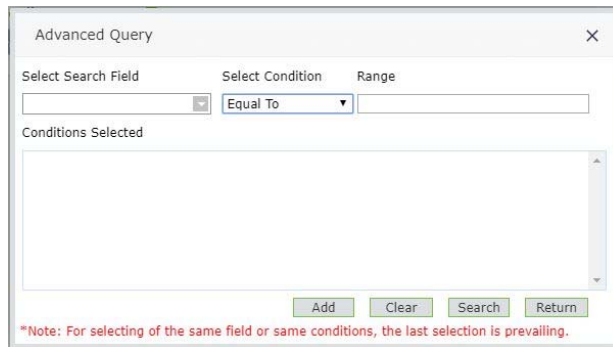 Advanced Query
Select Search Field Select Condition Range
Equal To
Conditions Selected
Add Clear Search Return
*Note: For selecting of the same field or same conditions, the last selection is prevailing.